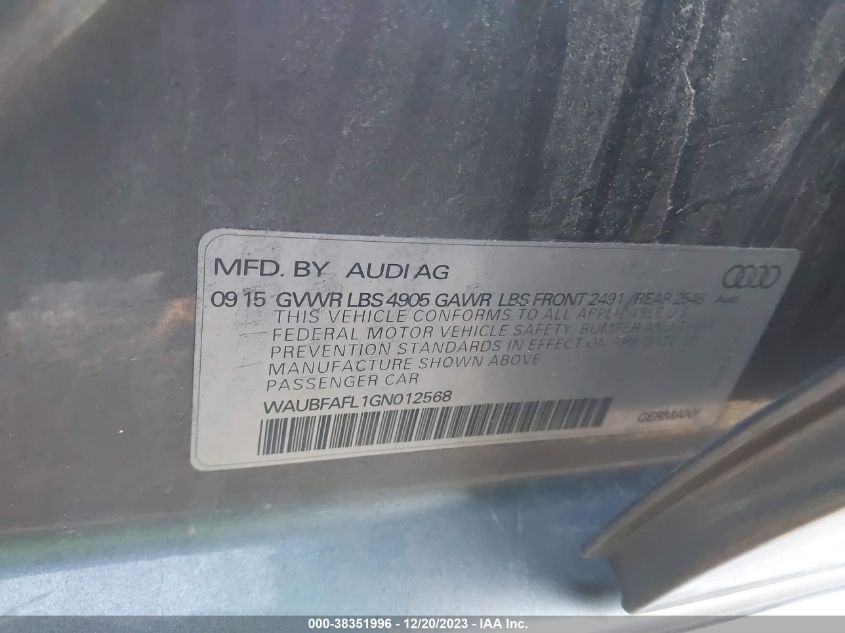 MFD. BY AUDI AG
09 15 GVWR LBS 4905 GAWR LBS FRONT 2491 /REAR 2546 Audi
THIS VEHICLE CONFORMS TO ALL APPLICABLE U.S.
FEDERAL MOTOR VEHICLE SAFETY, BUMPER AND THEFT
PREVENTION STANDARDS IN EFFECT ON THE DATE OF
MANUFACTURE SHOWN ABOVE
PASSENGER CAR
WAUBFAFL1GN012568
GERMANY
000-38351996 - 12/20/2023 - IAA Inc.